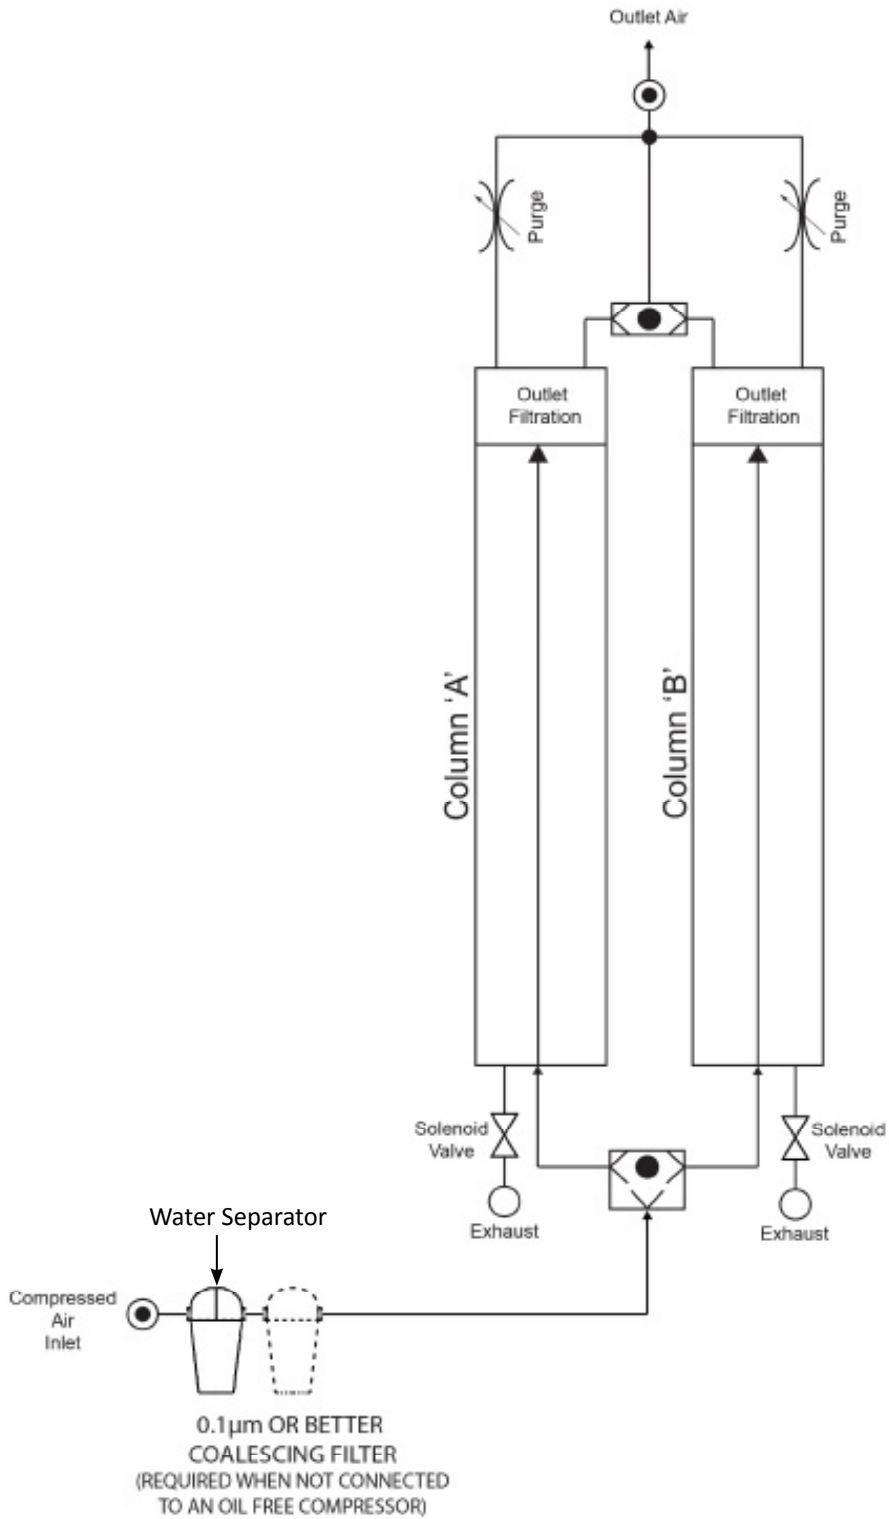 Outlet Air
Purge
Purge
Outlet
Filtration
Outlet
Filtration
Column 'A'
Column 'B'
Solenoid
Valve
Solenoid
Valve
Exhaust
Exhaust
Water Separator
Compressed
Air
Inlet
0.1µm OR BETTER
COALESCING FILTER
(REQUIRED WHEN NOT CONNECTED
TO AN OIL FREE COMPRESSOR)